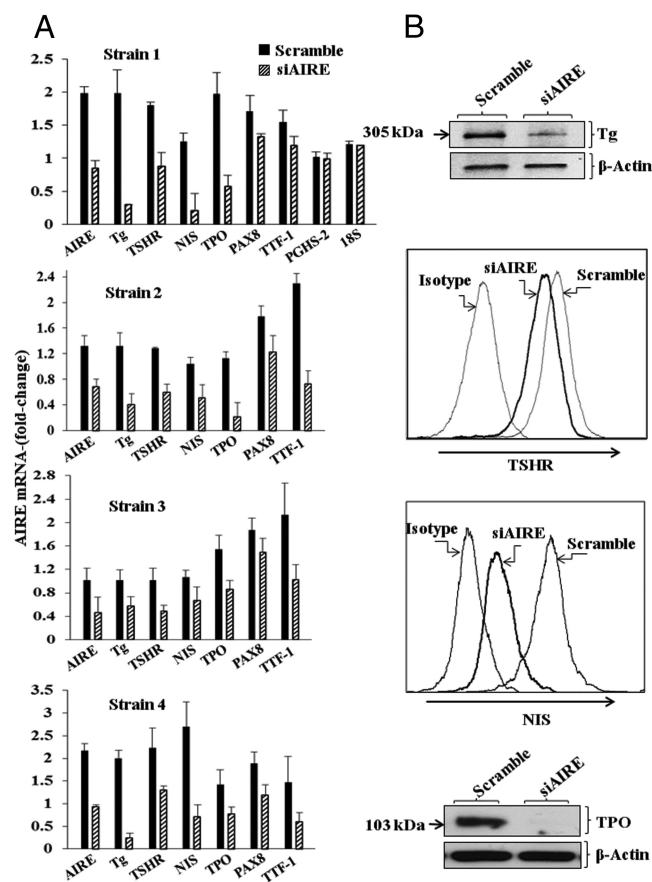 A
Strain 1
Scramble
siAIRE
2.5
2
1.5
1
0.5
0
AIRE Tg TSHR NIS TPO PAX8 TTF-1 PGHS-2 18S
Strain 2
2.4
2
1.6
1.2
0.8
0.4
0
AIRE Tg TSHR NIS TPO PAX8 TTF-1
AIRE mRNA-(fold-change)
Strain 3
2.8
2.4
2
1.6
1.2
0.8
0.4
0
AIRE Tg TSHR NIS TPO PAX8 TTF-1
Strain 4
3.5
3
2.5
2
1.5
1
0.5
0
AIRE Tg TSHR NIS TPO PAX8 TTF-1
B
Scramble siAIRE
305 kDa Tg
β-Actin
Isotype siAIRE Scramble
TSHR
Isotype siAIRE Scramble
NIS
Scramble siAIRE
103 kDa TPO
β-Actin